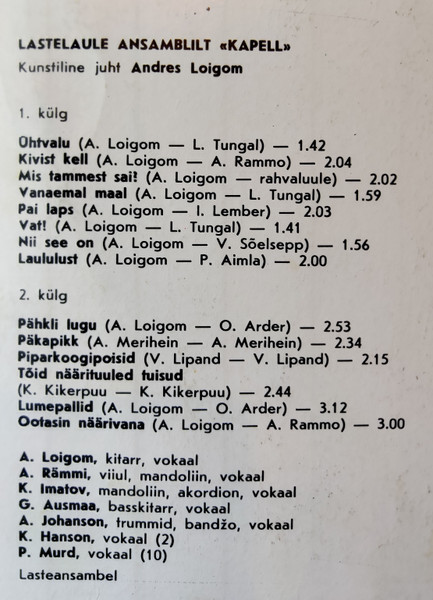 LASTELAULE ANSAMBLILT «KAPELL»
Kunstiline juht Andres Loigom
1. külg
Ohtvalu (A. Loigom — L. Tungal) — 1.42
Kivist kell (A. Loigom — A. Rammo) — 2.04
Mis tammest sai! (A. Loigom — rahvaluule) — 2.02
Vanaemal maal (A. Loigom — L. Tungal) — 1.59
Pai laps (A. Loigom — I. Lember) — 2.03
Vat! (A. Loigom — L. Tungal) — 1.41
Nii see on (A. Loigom — V. Sõelsepp) — 1.56
Laululust (A. Loigom — P. Aimla) — 2.00
2. külg
Pähkli lugu (A. Loigom — O. Arder) — 2.53
Päkapikk (A. Merihein — A. Merihein) — 2.34
Piparkoogipoisid (V. Lipand — V. Lipand) — 2.15
Tõid näärituuled tuisud
(K. Kikerpuu — K. Kikerpuu) — 2.44
Lumepallid (A. Loigom — O. Arder) — 3.12
Ootasin näärivana (A. Loigom — A. Rammo) — 3.00
A. Loigom, kitarr, vokaal
A. Rämmi, viiul, mandoliin, vokaal
K. Imatov, mandoliin, akordion, vokaal
G. Ausmaa, basskitarr, vokaal
A. Johanson, trummid, bandžo, vokaal
K. Hanson, vokaal (2)
P. Murd, vokaal (10)
Lasteansambel